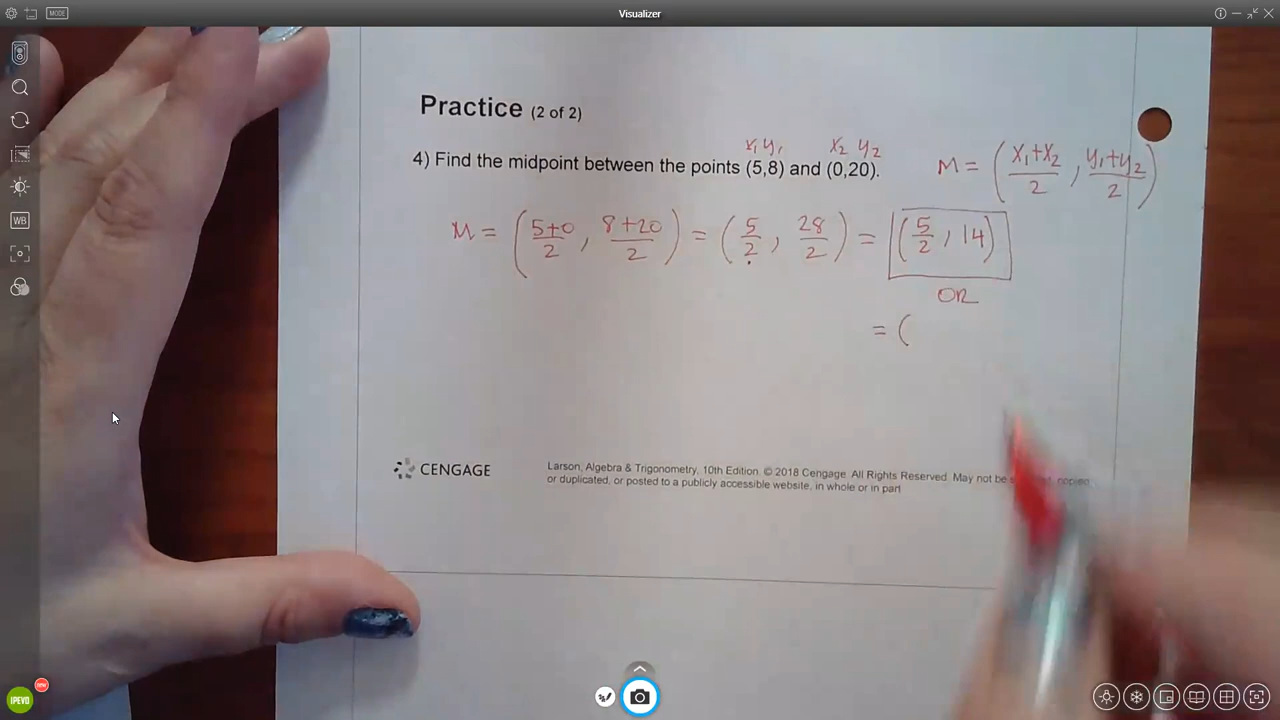 MODE
Visualizer
Practice (2 of 2)
x₁ y₁ x₂ y₂
4) Find the midpoint between the points (5,8) and (0,20).
M = (x₁+x₂/2, y₁+y₂/2)
M = (5+0/2, 8+20/2) = (5/2, 28/2) = (5/2, 14)
OR
= (
CENGAGE
Larson, Algebra & Trigonometry, 10th Edition. © 2018 Cengage. All Rights Reserved. May not be copied
or duplicated, or posted to a publicly accessible website, in whole or in part
WB
IPEVO